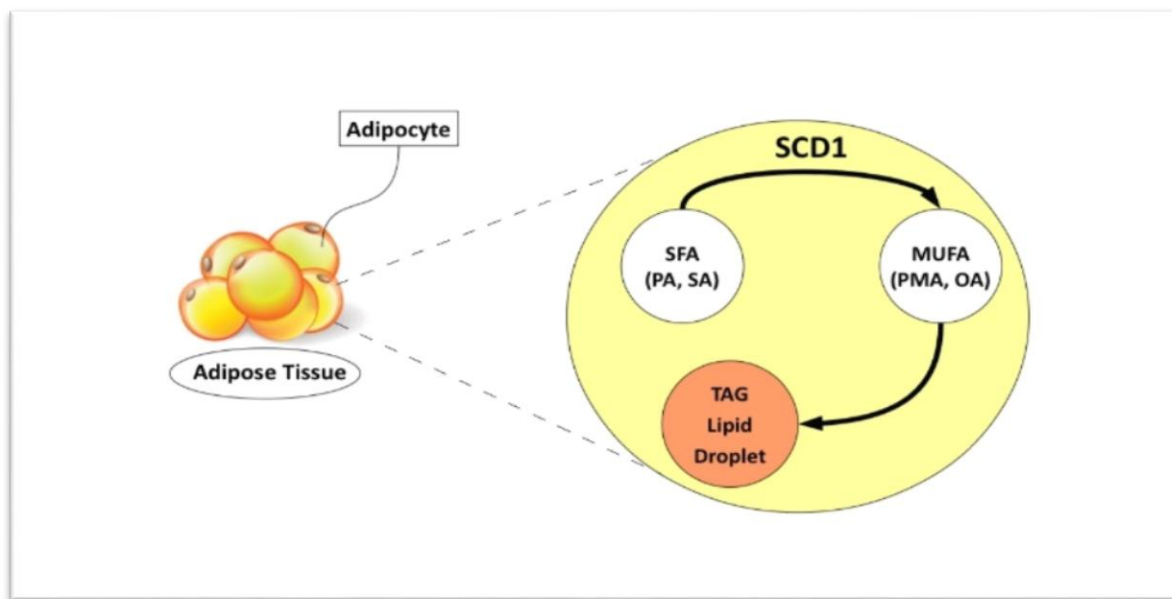 Adipocyte
Adipose Tissue
SCD1
SFA
(PA, SA)
MUFA
(PMA, OA)
TAG
Lipid
Droplet